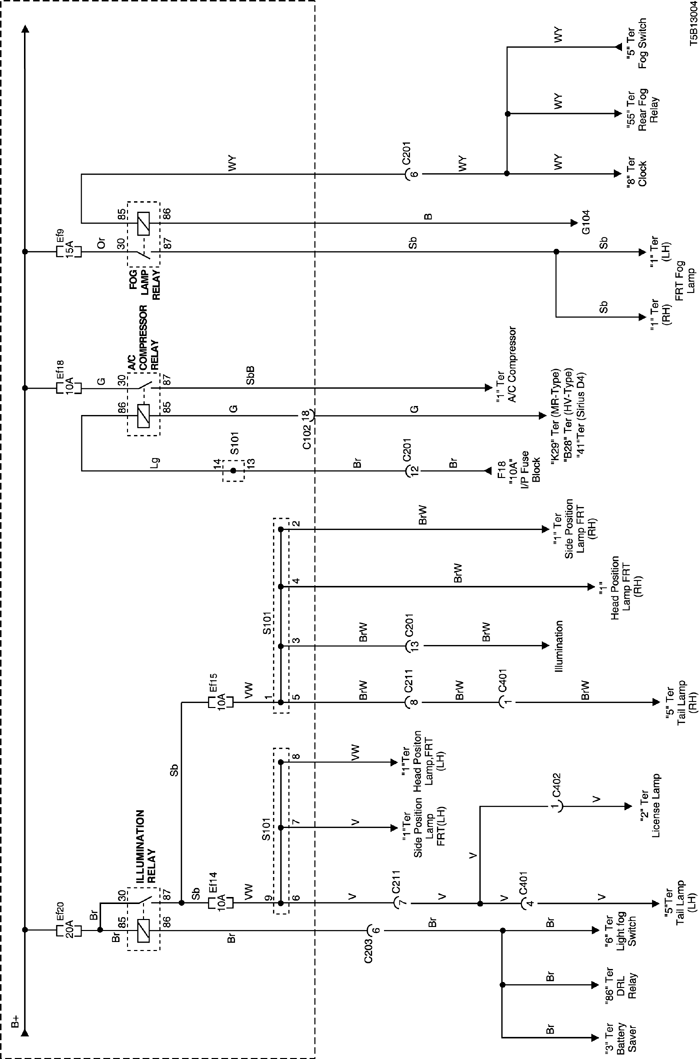 B+
Ef20
20A
Br
Br
85
30
86
87
ILLUMINATION
RELAY
Sb
Sb
Ef14
10A
VW
Ef15
10A
VW
Br
9
6
S101
7
8
V
V
VW
"1"Ter
Side Position
Lamp
FRT(LH)
"1"Ter
Head Positon
Lamp,FRT
(LH)
C203
6
Br
7
C211
V
V
V
4
C401
1
C402
V
V
Br
Br
Br
"3" Ter
Battery
Saver
"86" Ter
DRL
Relay
"6" Ter
Light fog
Switch
"5"Ter
Tail Lamp
(LH)
"2" Ter
License Lamp
1
S101
5
3
4
2
BrW
BrW
BrW
BrW
8
C211
13
C201
BrW
BrW
1
C401
BrW
"5" Ter
Tail Lamp
(RH)
Illumination
"1"
Head Position
Lamp FRT
(RH)
"1" Ter
Side Position
Lamp FRT
(RH)
Ef18
10A
G
86
30
85
87
A/C
COMPRESSOR
RELAY
Lg
14
13
S101
SbB
G
C102
18
G
Br
12
C201
Br
F18
"10A"
I/P Fuse
Block
"K29" Ter (MR-Type)
"B28" Ter (HV-Type)
"41"Ter (Sirius D4)
"1" Ter
A/C Compressor
Ef9
15A
Or
30
85
87
86
FOG
LAMP
RELAY
WY
Sb
B
6
C201
WY
G104
Sb
Sb
"1" Ter
(RH)
"1" Ter
(LH)
FRT Fog
Lamp
WY
WY
WY
"8" Ter
Clock
"55" Ter
Rear Fog
Relay
"5" Ter
Fog Switch
T5B13004